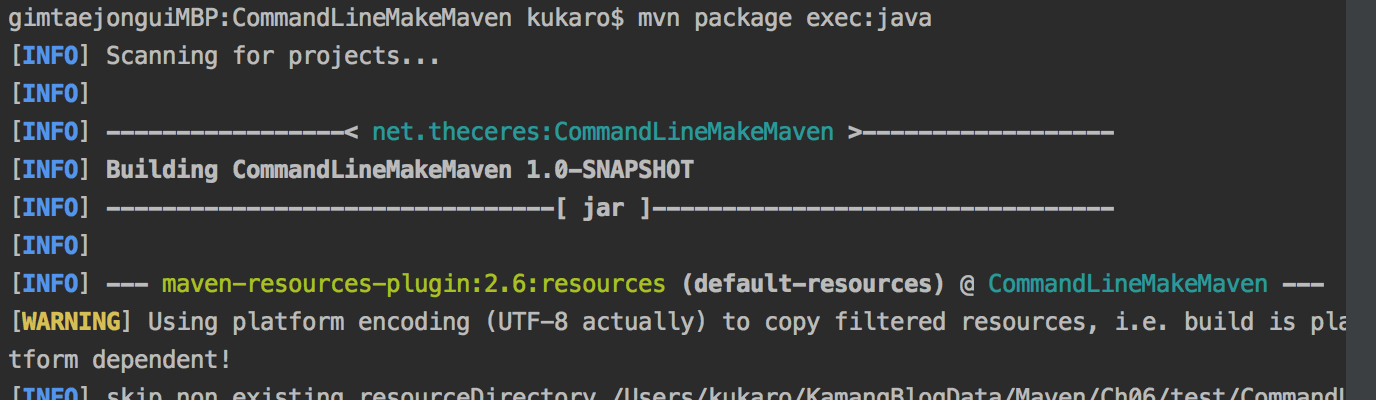 gimtaejonguiMBP:CommandLineMakeMaven kukaro$ mvn package exec:java
[INFO] Scanning for projects...
[INFO]
[INFO] -----------------< net.theceres:CommandLineMakeMaven >------------------
[INFO] Building CommandLineMakeMaven 1.0-SNAPSHOT
[INFO] --------------------------------[ jar ]---------------------------------
[INFO]
[INFO] --- maven-resources-plugin:2.6:resources (default-resources) @ CommandLineMakeMaven ---
[WARNING] Using platform encoding (UTF-8 actually) to copy filtered resources, i.e. build is pla
tform dependent!
[INFO] skip non existing resourceDirectory /Users/kukaro/KamangBlogData/Maven/Ch06/test/CommandL